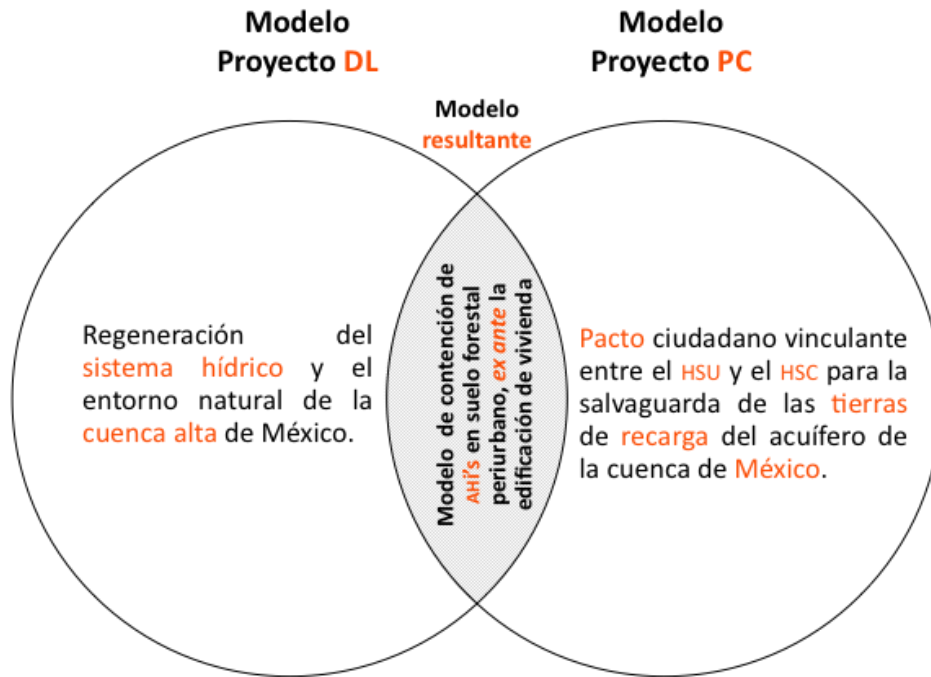 Modelo
Proyecto DL
Modelo
Proyecto PC
Modelo
resultante
Regeneración del
sistema hídrico y el
entorno natural de la
cuenca alta de México.
Modelo de contención de
AHI's en suelo forestal
periurbano, ex ante la
edificación de vivienda
Pacto ciudadano vinculante
entre el HSU y el HSC para la
salvaguarda de las tierras
de recarga del acuífero de
la cuenca de México.